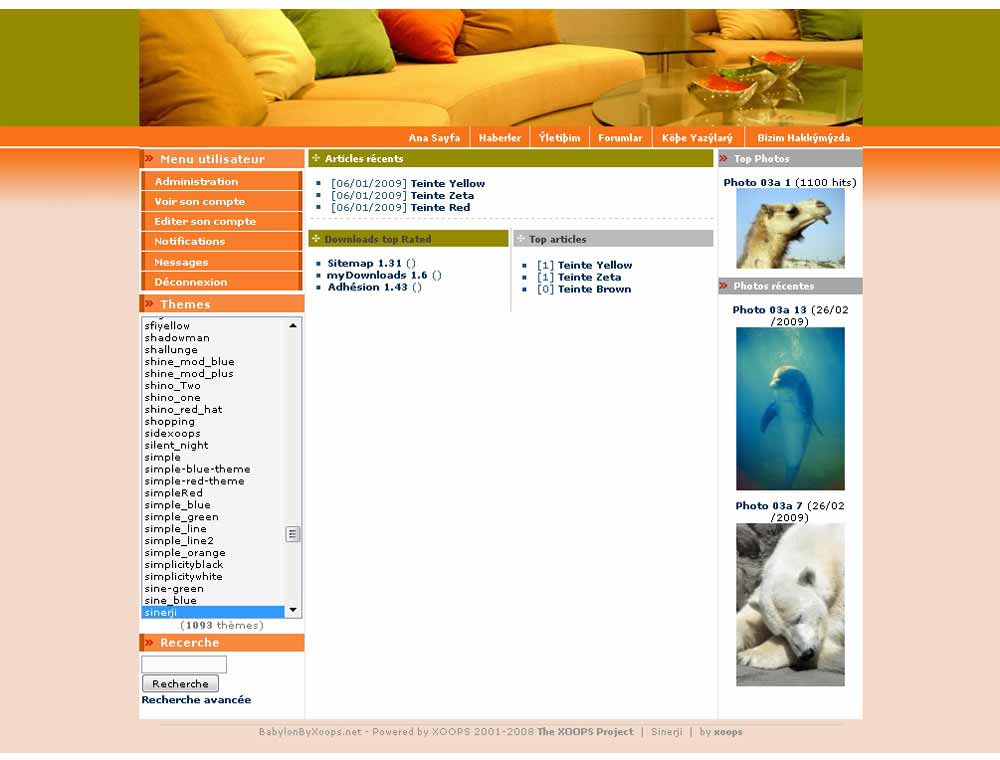 Ana Sayfa
Haberler
Ýletiþim
Forumlar
Köþe Yazýlarý
Bizim Hakkýmýzda
Menu utilisateur
Administration
Voir son compte
Editer son compte
Notifications
Messages
Déconnexion
Themes
sfiyellow
shadowman
shallunge
shine_mod_blue
shine_mod_plus
shino_Two
shino_one
shino_red_hat
shopping
sidexoops
silent_night
simple
simple-blue-theme
simple-red-theme
simpleRed
simple_blue
simple_green
simple_line
simple_line2
simple_orange
simplicityblack
simplicitywhite
sine-green
sine_blue
sinerji
(1093 thèmes)
Recerche
Recherche
Recherche avancée
Articles récents
[06/01/2009] Teinte Yellow
[06/01/2009] Teinte Zeta
[06/01/2009] Teinte Red
Downloads top Rated
Sitemap 1.31 ()
myDownloads 1.6 ()
Adhésion 1.43 ()
Top articles
[1] Teinte Yellow
[1] Teinte Zeta
[0] Teinte Brown
Top Photos
Photo 03a 1 (1100 hits)
Photos récentes
Photo 03a 13 (26/02
/2009)
Photo 03a 7 (26/02
/2009)
BabylonByXoops.net - Powered by XOOPS 2001-2008 The XOOPS Project | Sinerji | by xoops